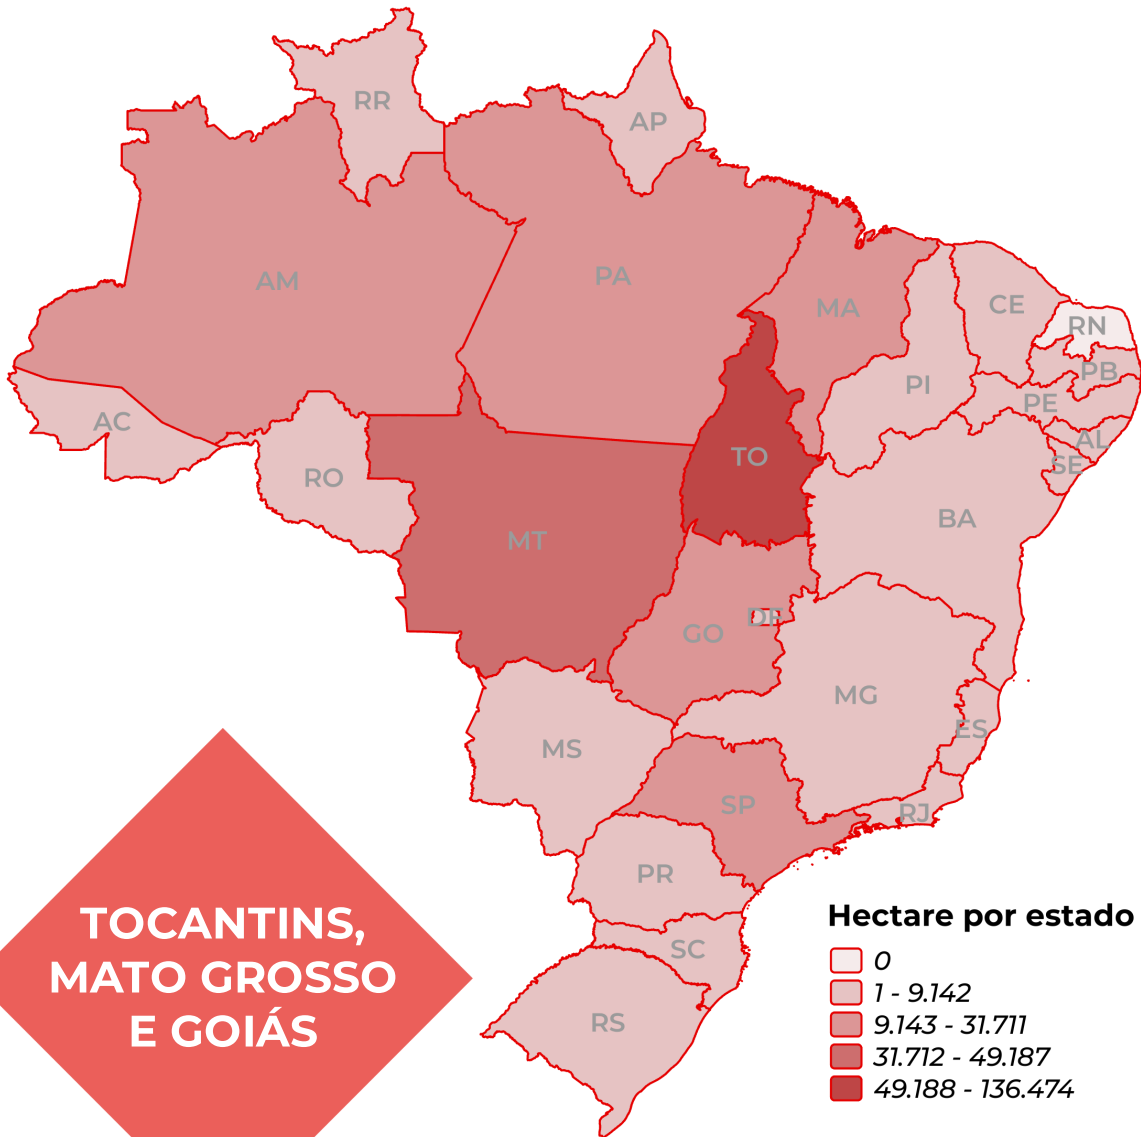 RR
AP
AM
PA
MA
CE
RN
PB
PE
PI
AL
SE
AC
RO
TO
BA
MT
DF
GO
MG
ES
MS
SP
RJ
PR
SC
RS
TOCANTINS,
MATO GROSSO
E GOIÁS
Hectare por estado
0
1 - 9.142
9.143 - 31.711
31.712 - 49.187
49.188 - 136.474